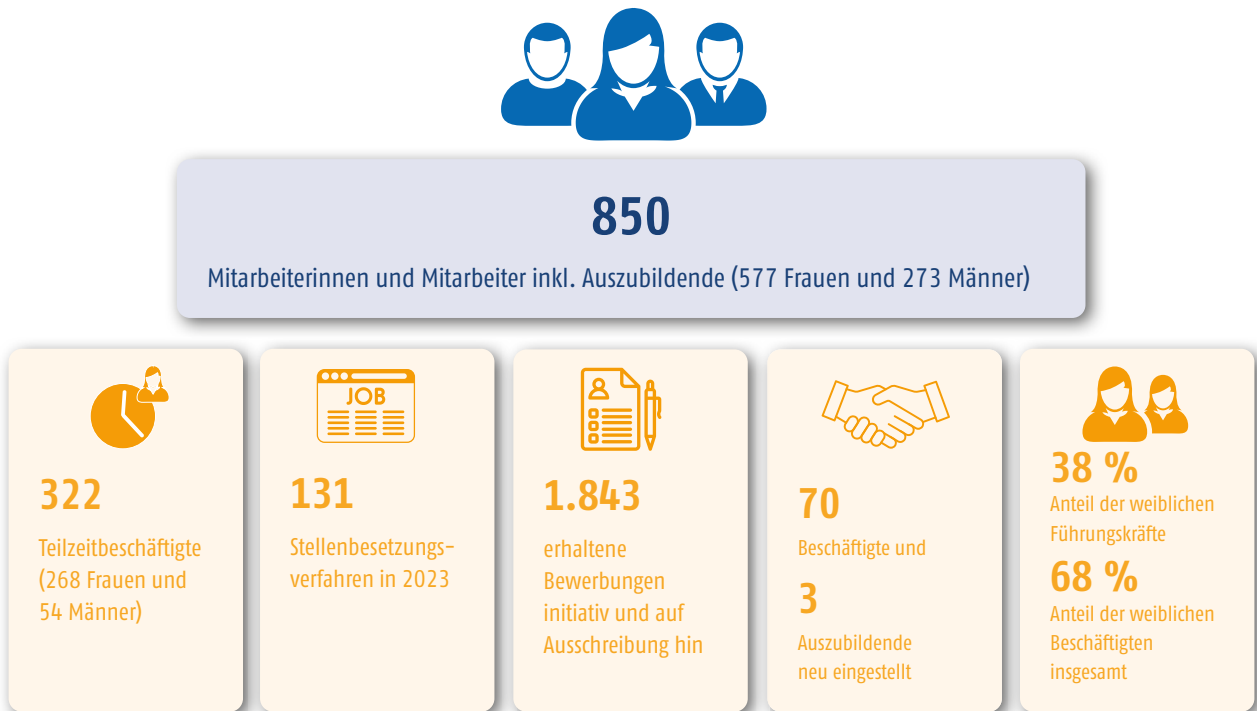 850
Mitarbeiterinnen und Mitarbeiter inkl. Auszubildende (577 Frauen und 273 Männer)
322
Teilzeitbeschäftigte
(268 Frauen und
54 Männer)
JOB
131
Stellenbesetzungs-
verfahren in 2023
1.843
erhaltene
Bewerbungen
initiativ und auf
Ausschreibung hin
70
Beschäftigte und
3
Auszubildende
neu eingestellt
38 %
Anteil der weiblichen
Führungskräfte
68 %
Anteil der weiblichen
Beschäftigten
insgesamt